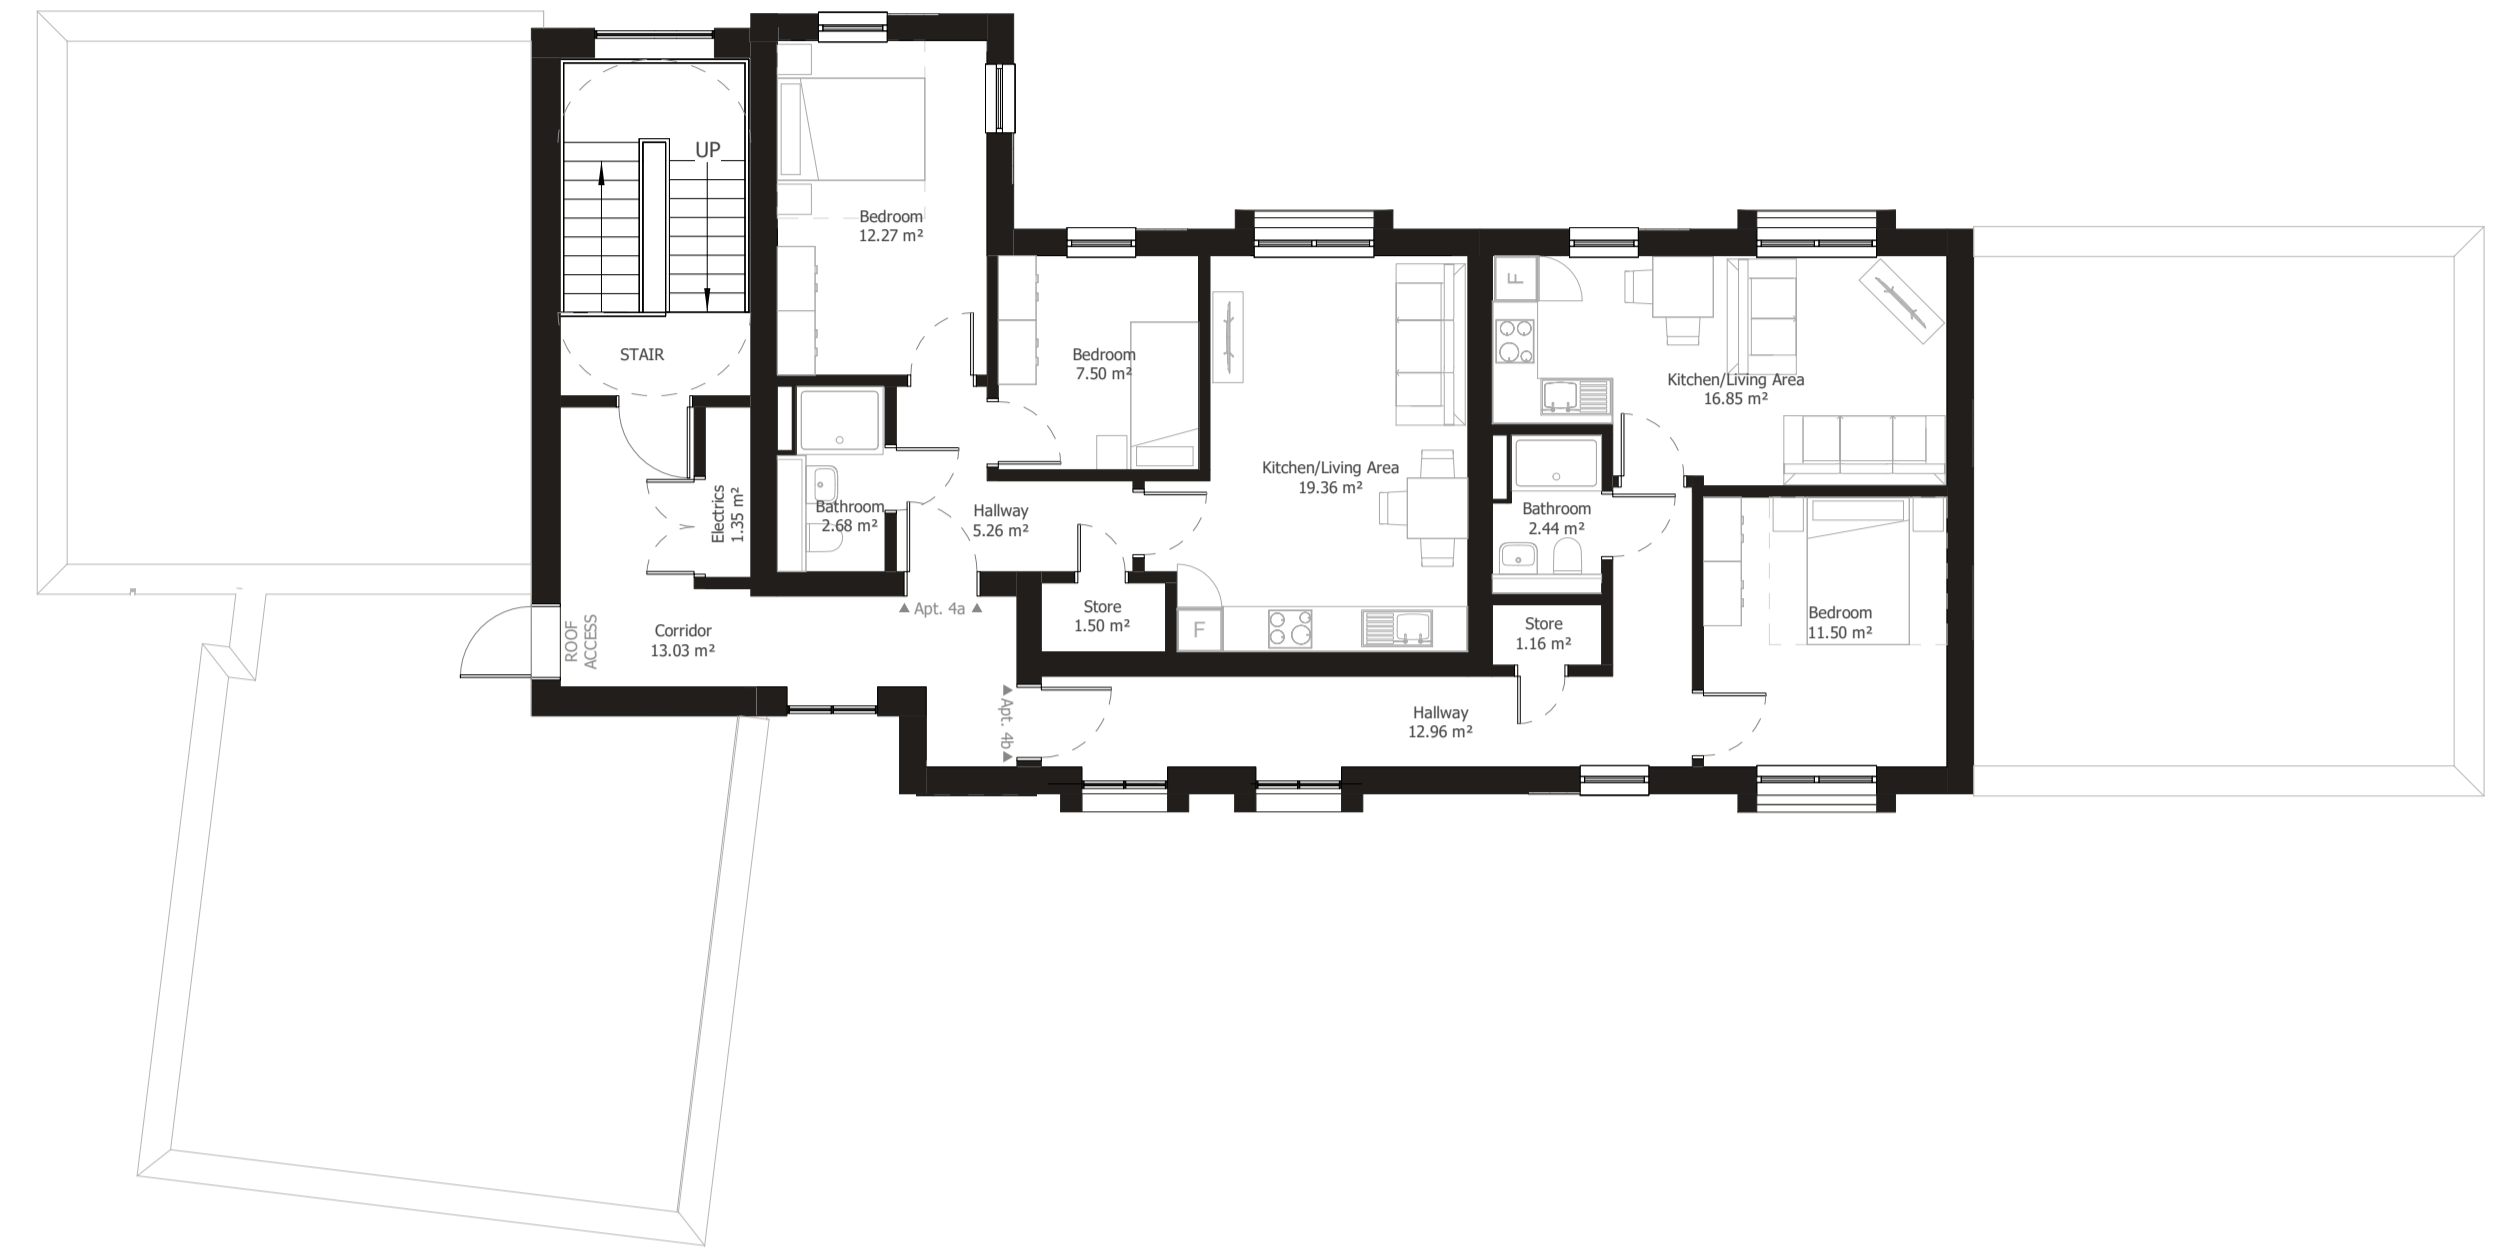 UP
STAIR
Bedroom
12.27 m²
Bedroom
7.50 m²
Kitchen/Living Area
19.36 m²
F
Kitchen/Living Area
16.85 m²
Electrics
1.35 m²
Bathroom
2.68 m²
Hallway
5.26 m²
Bathroom
2.44 m²
Apt. 4a
Store
1.50 m²
F
Store
1.16 m²
Bedroom
11.50 m²
ROOF
ACCESS
Corridor
13.03 m²
Apt. 4b
Hallway
12.96 m²